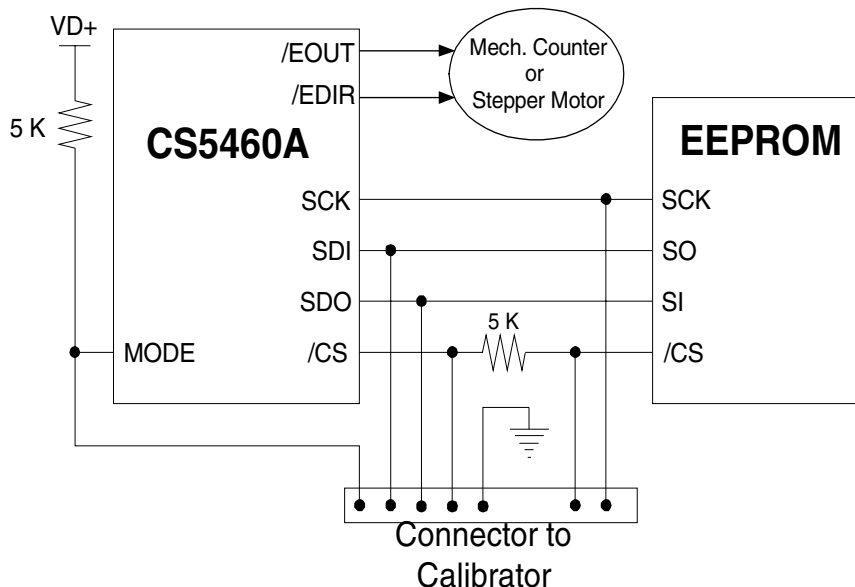 VD+
5 K
CS5460A
/EOUT
/EDIR
SCK
SDI
SDO
/CS
MODE
Mech. Counter
or
Stepper Motor
5 K
EEPROM
SCK
SO
SI
/CS
Connector to
Calibrator